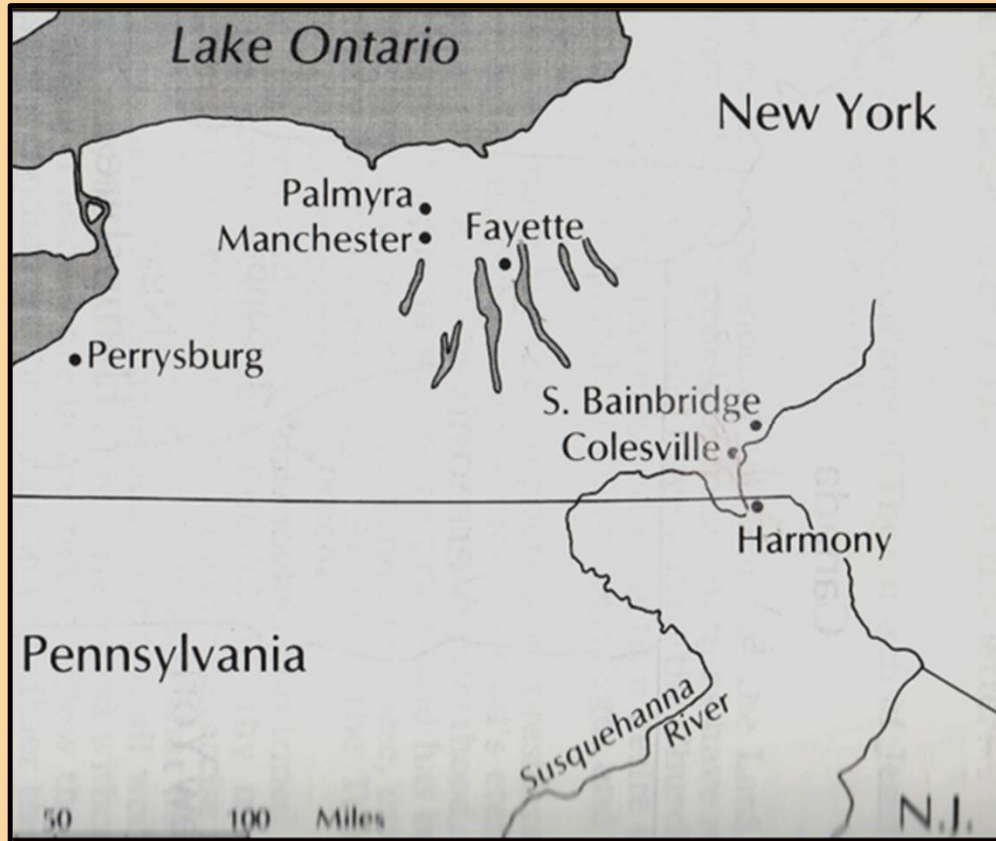 Lake Ontario
New York
Palmyra
Manchester
Fayette
Perrysburg
S. Bainbridge
Colesville
Harmony
Pennsylvania
Susquehanna
River
50 100 Miles
N.J.